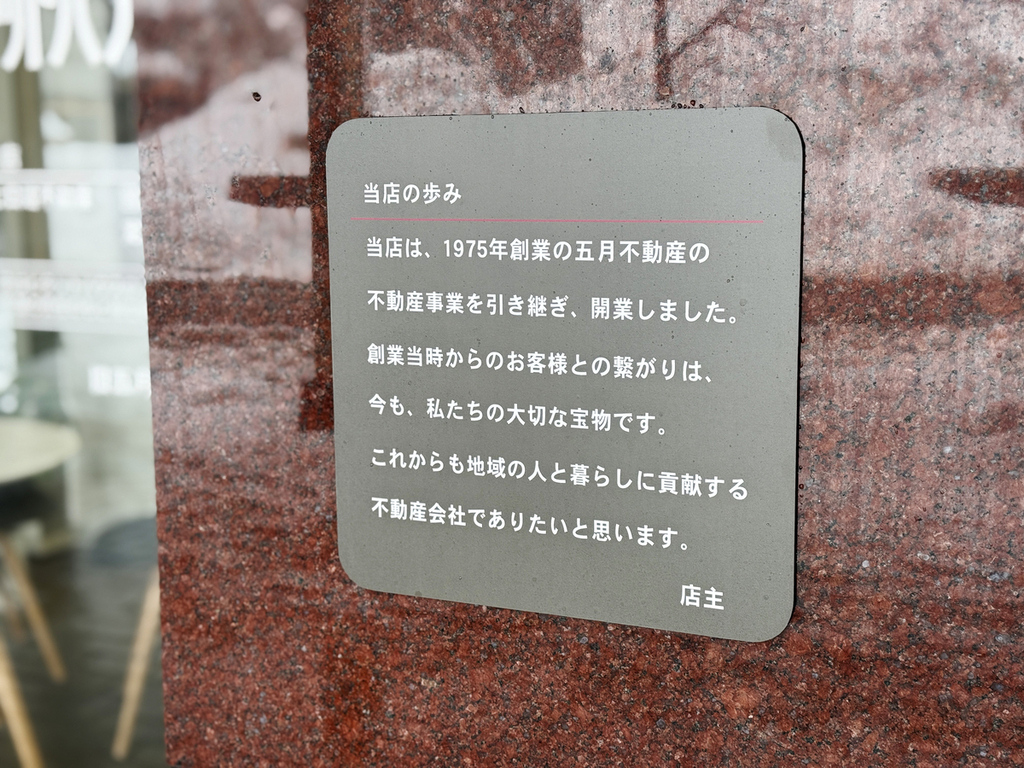 当店の歩み
当店は、1975年創業の五月不動産の
不動産事業を引き継ぎ、開業しました。
創業当時からのお客様との繋がりは、
今も、私たちの大切な宝物です。
これからも地域の人と暮らしに貢献する
不動産会社でありたいと思います。
店主